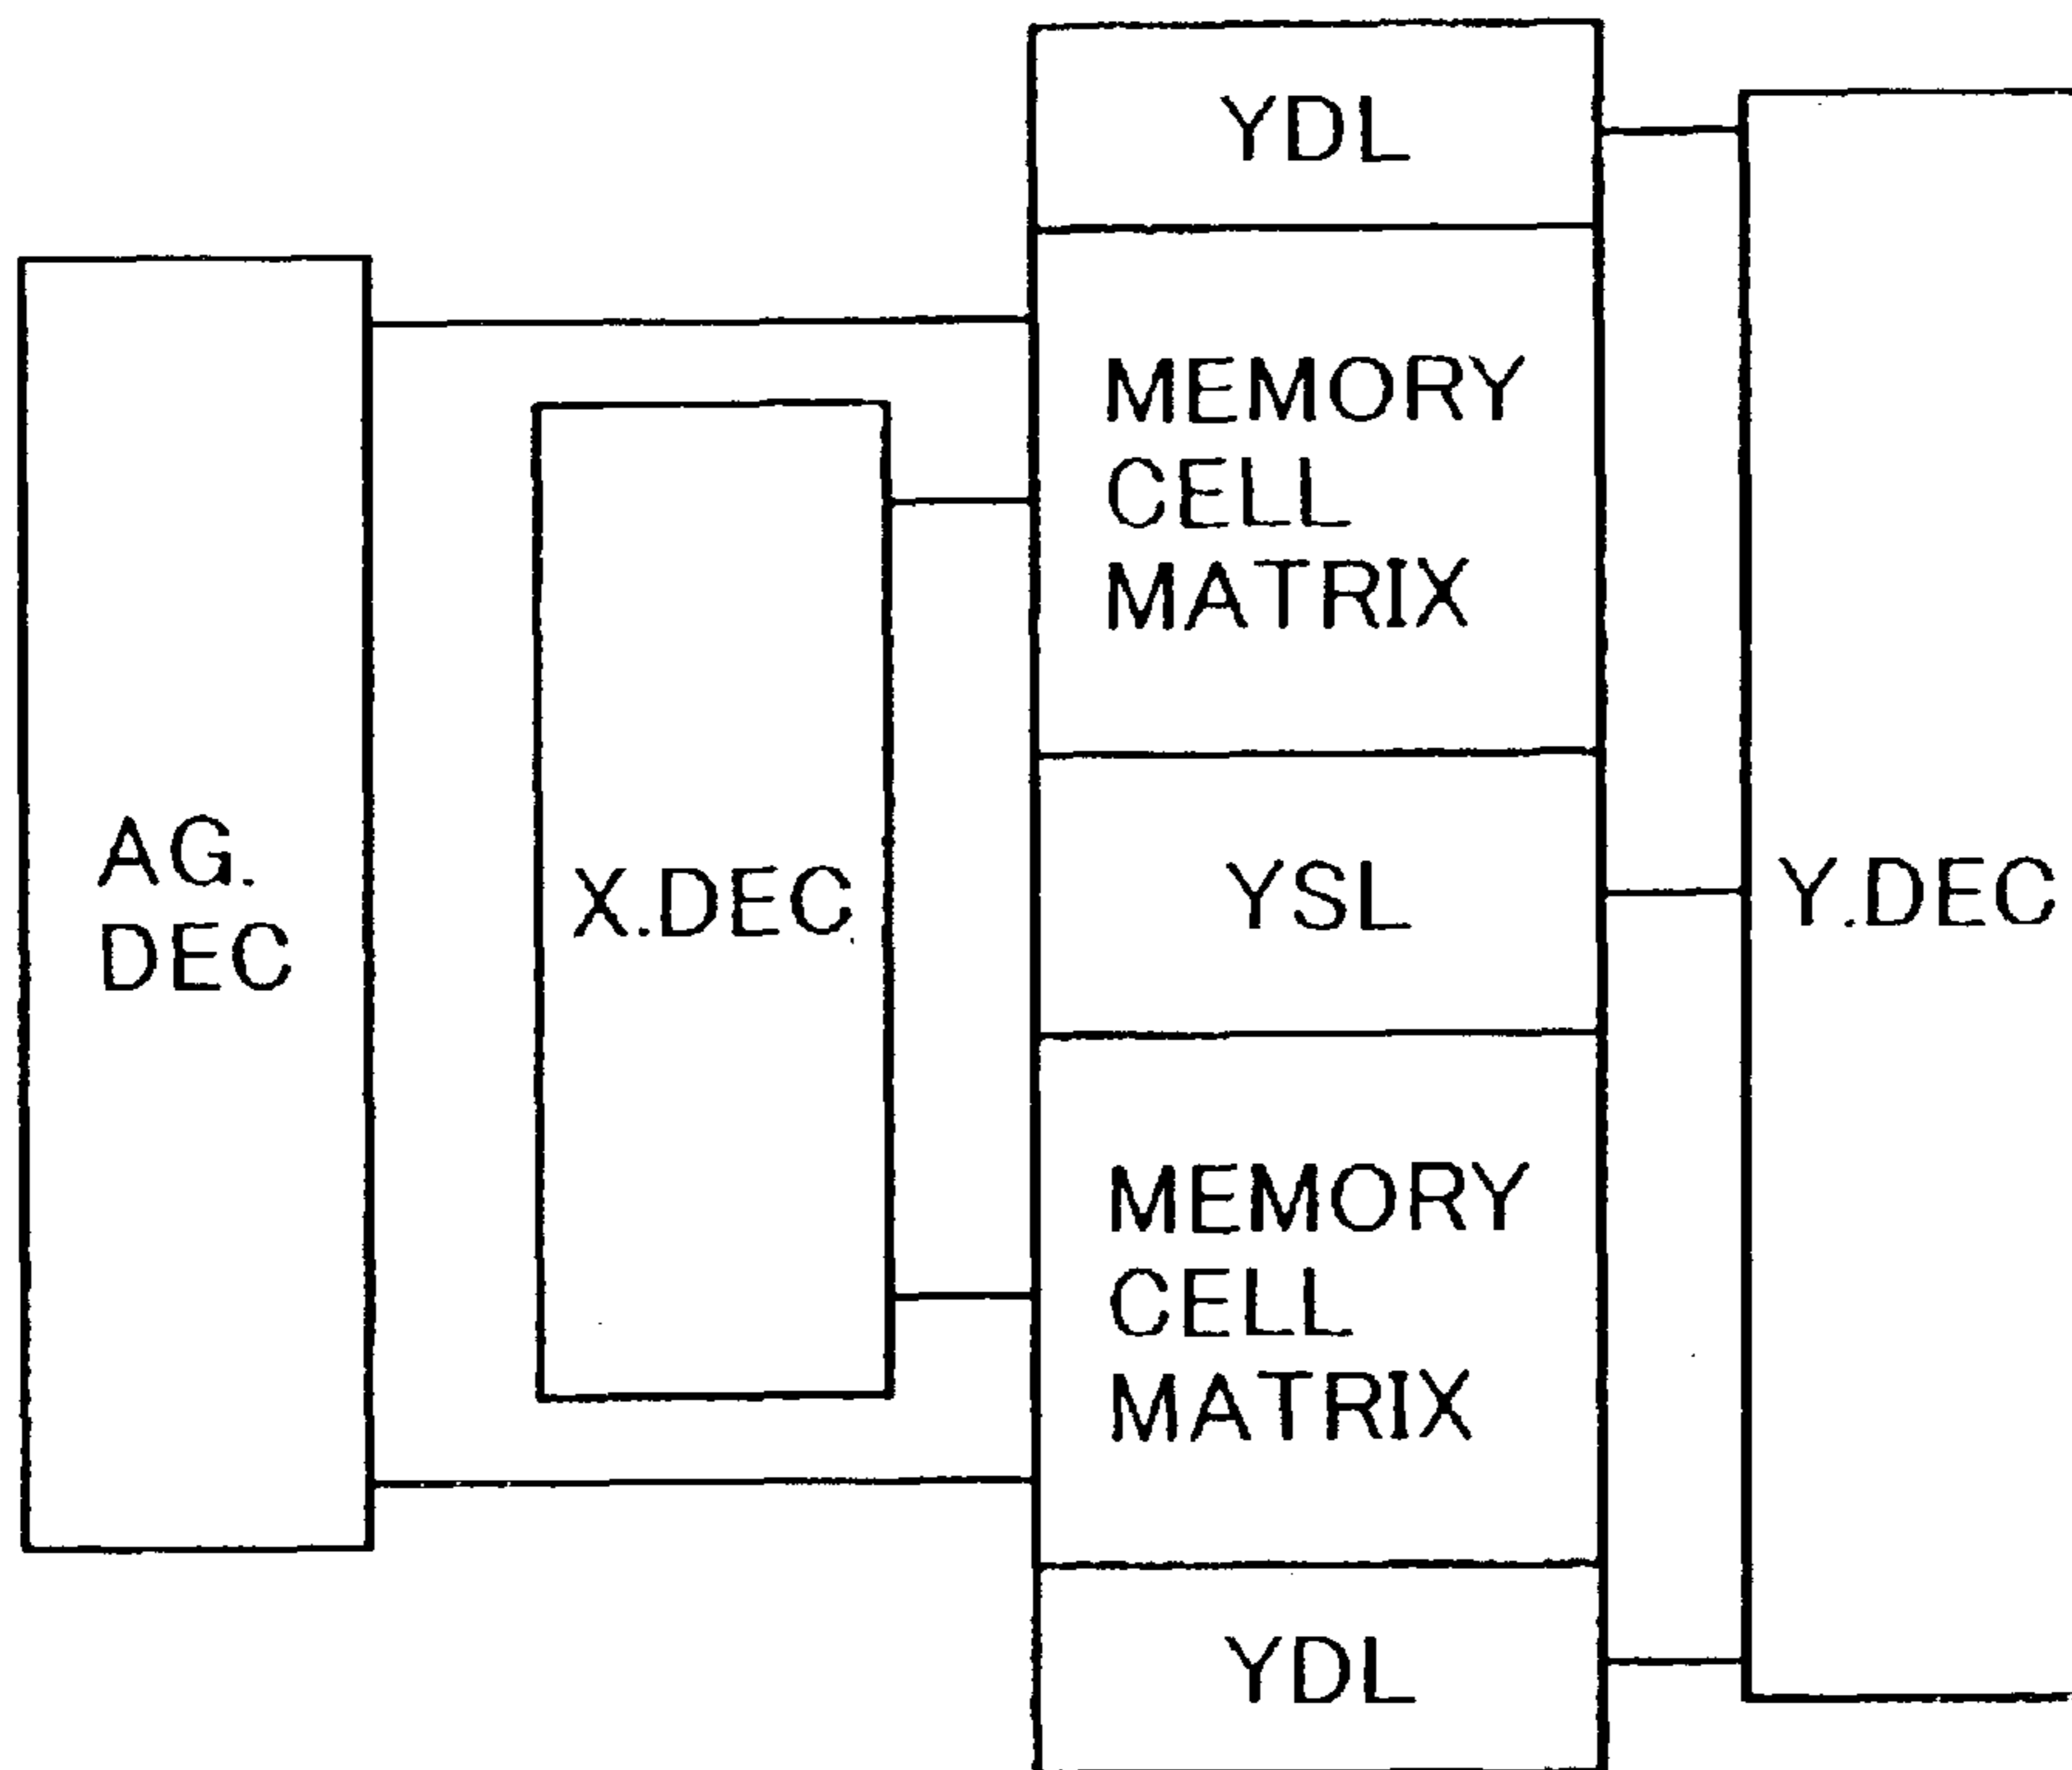 YDL
MEMORY
CELL
MATRIX
AG.
DEC
X.DEC
YSL
Y.DEC
MEMORY
CELL
MATRIX
YDL